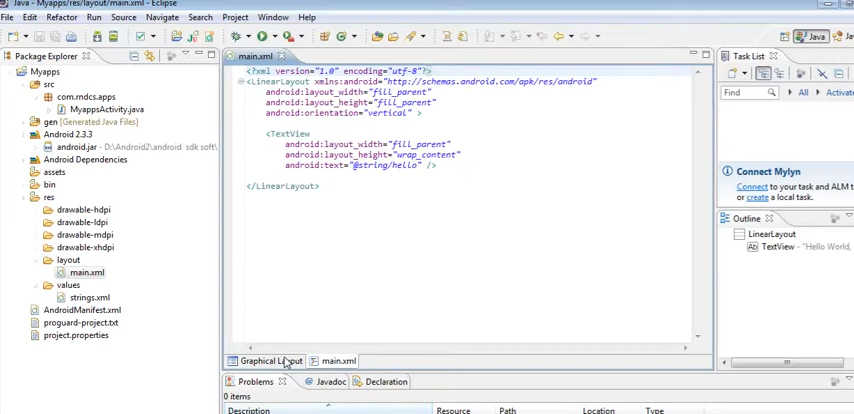 Java - Myapps/res/layout/main.xml - Eclipse
File Edit Refactor Run Source Navigate Search Project Window Help
Java
Package Explorer
Myapps
src
com.rndcs.apps
MyappsActivity.java
gen [Generated Java Files]
Android 2.3.3
android.jar - D:\Android2\android sdk soft\
Android Dependencies
assets
bin
res
drawable-hdpi
drawable-ldpi
drawable-mdpi
drawable-xhdpi
layout
main.xml
values
strings.xml
AndroidManifest.xml
proguard-project.txt
project.properties
main.xml
<?xml version="1.0" encoding="utf-8"?>
<LinearLayout xmlns:android="http://schemas.android.com/apk/res/android"
android:layout_width="fill_parent"
android:layout_height="fill_parent"
android:orientation="vertical" >
<TextView
android:layout_width="fill_parent"
android:layout_height="wrap_content"
android:text="@string/hello" />
</LinearLayout>
Graphical Layout main.xml
Problems Javadoc Declaration
0 items
Description Resource Path Location Type
Task List
Find All Activate
Connect Mylyn
Connect to your task and ALM
or create a local task.
Outline
LinearLayout
TextView - "Hello World,